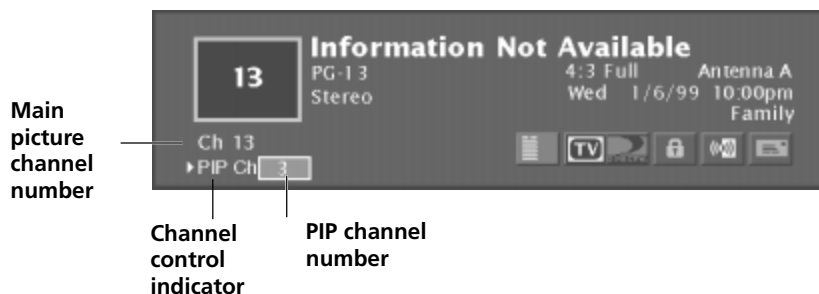 13
Information Not Available
PG-13
4:3 Full Antenna A
Stereo
Wed 1/6/99 10:00pm
Family
Main
picture
channel
number
Ch 13
PIP Ch 3
TV
Channel
control
indicator
PIP channel
number